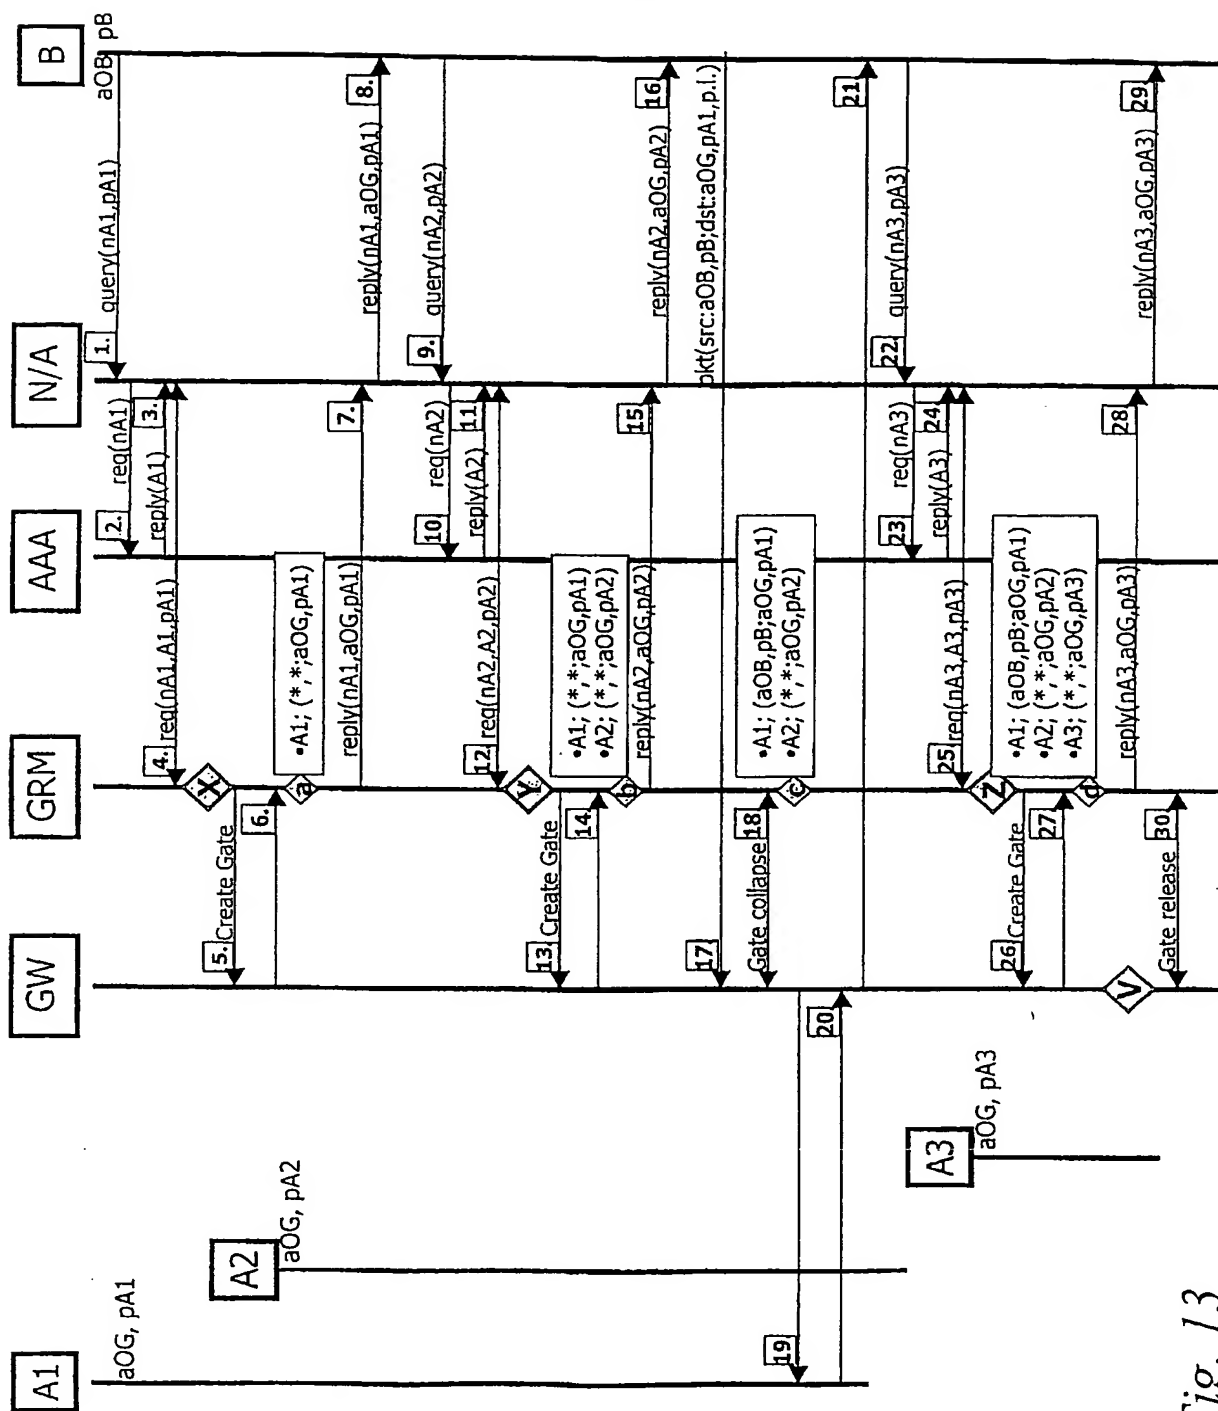 A1
A2
A3
GW
GRM
AAA
N/A
B
aOG, pA1
aOG, pA2
aOG, pA3
aOB, pB
1. query(nA1,pA1)
2. req(nA1)
reply(A1) 3.
4. req(nA1,A1,pA1)
X
5. Create Gate
6.
a
•A1; (*,*;aOG,pA1)
reply(nA1,aOG,pA1) 7.
reply(nA1,aOG,pA1) 8.
9. query(nA2,pA2)
10 req(nA2)
reply(A2) 11
12. req(nA2,A2,pA2)
Y
13. Create Gate
14.
b
•A1; (*,*;aOG,pA1)
•A2; (*,*;aOG,pA2)
reply(nA2,aOG,pA2) 15
reply(nA2,aOG,pA2) 16
17 pkt(src:aOB,pB;dst:aOG,pA1,p.l.)
Gate collapse 18
c
•A1; (aOB,pB;aOG,pA1)
•A2; (*,*;aOG,pA2)
19
20
21
22. query(nA3,pA3)
23 req(nA3)
reply(A3) 24
25 req(nA3,A3,pA3)
Z
26 Create Gate
27
d
•A1; (aOB,pB;aOG,pA1)
•A2; (*,*;aOG,pA2)
•A3; (*,*;aOG,pA3)
reply(nA3,aOG,pA3) 28
reply(nA3,aOG,pA3) 29
V
Gate release 30
Fig. 13